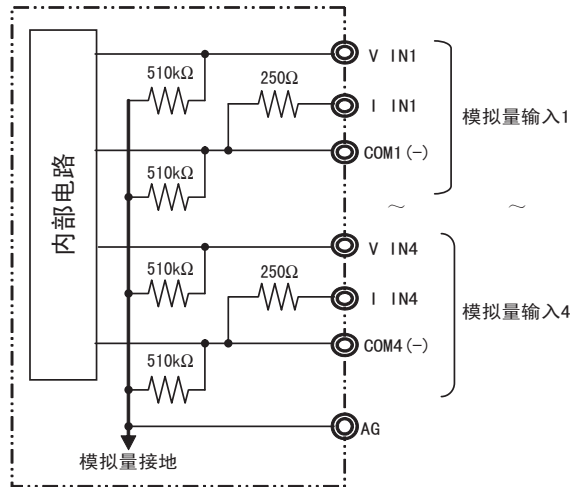 V IN1
510kΩ
250Ω
I IN1
模拟量输入1
COM1(-)
510kΩ
内部电路
～ ～
V IN4
510kΩ
250Ω
I IN4
模拟量输入4
COM4(-)
510kΩ
AG
模拟量接地